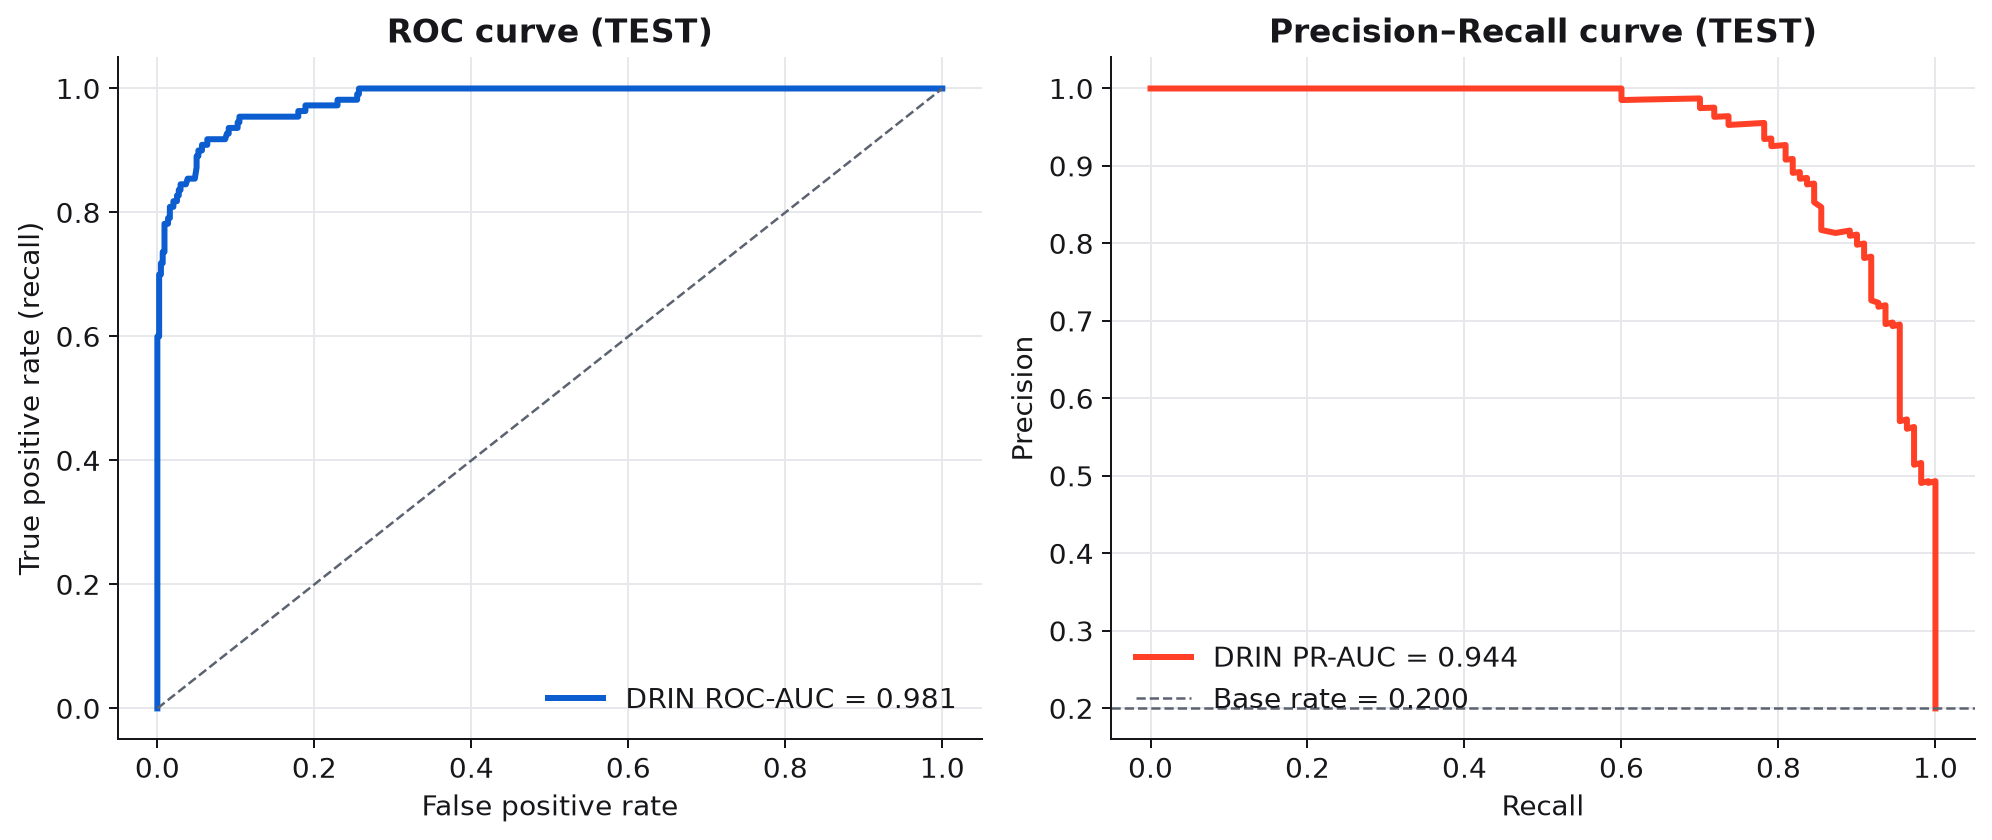 ROC curve (TEST)
True positive rate (recall)
1.0
0.8
0.6
0.4
0.2
0.0
DRIN ROC-AUC = 0.981
0.0 0.2 0.4 0.6 0.8 1.0
False positive rate
Precision–Recall curve (TEST)
Precision
1.0
0.9
0.8
0.7
0.6
0.5
0.4
0.3
0.2
DRIN PR-AUC = 0.944
Base rate = 0.200
0.0 0.2 0.4 0.6 0.8 1.0
Recall